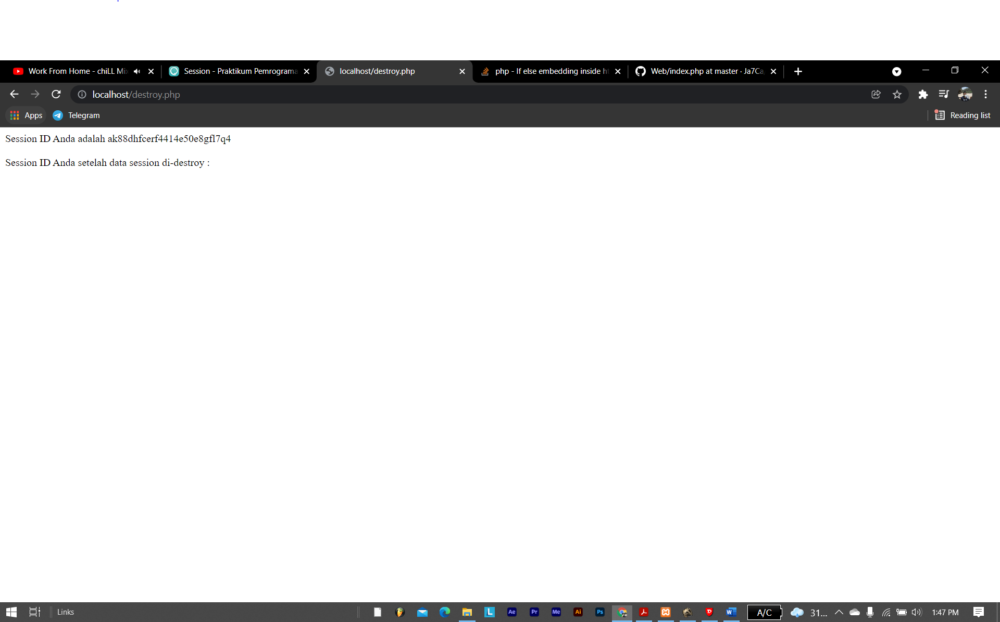 Work From Home - chiLL Mix
Session - Praktikum Pemrograma
localhost/destroy.php
php - If else embedding inside ht
Web/index.php at master · Ja7Ca
localhost/destroy.php
Apps
Telegram
Reading list
Session ID Anda adalah ak88dhfcerf4414e50e8gfl7q4
Session ID Anda setelah data session di-destroy :
Links
L
Ae
Pr
Me
Ai
Ps
W
A/C
31...
1:47 PM